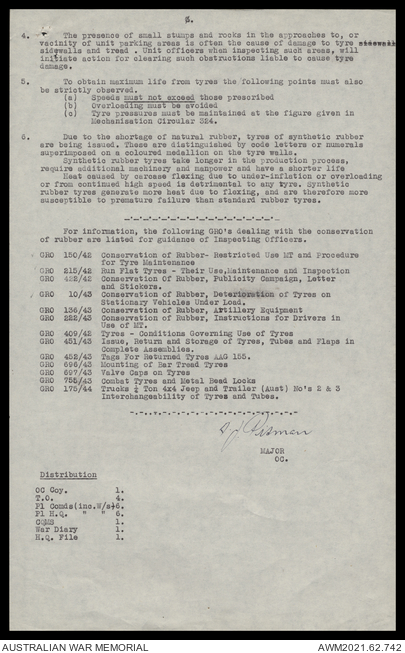 2.
4. The presence of small stumps and rocks in the approaches to, or
vicinity of unit parking areas is often the cause of damage to tyre
sidewalls and tread . Unit officers when inspecting such areas, will
initiate action for clearing such obstructions liable to cause tyre
damage.
5. To obtain maximum life from tyres the following points must also
be strictly observed.
(a) Speeds must not exceed those prescribed
(b) Overloading must be avoided
(c) Tyre pressures must be maintained at the figure given in
Mechanisation Circular 324.
6. Due to the shortage of natural rubber, tyres of synthetic rubber
are being issued. These are distinguished by code letters or numerals
superimposed on a coloured medallion on the tyre walls.
Synthetic rubber tyres take longer in the production process,
require additional machinery and manpower and have a shorter life
Heat caused by carcase flexing due to under-inflation or overloading
or from continued high speed is detrimental to any tyre. Synthetic
rubber tyres generate more heat due to flexing, and are therefore more
susceptible to premature failure than standard rubber tyres.
For information, the following GRO's dealing with the conservation
of rubber are listed for guidance of Inspecting Officers.
GRO 150/42 Conservation of Rubber- Restricted Use MT and Procedure
for Tyre Maintenance
GRO 215/42 Run Flat Tyres - Their Use,Maintenance and Inspection
GRO 422/42 Conservation of Rubber, Publicity Campaign, Letter
and Stickers.
GRO 10/43 Conservation of Rubber, Deterioration of Tyres on
Stationary Vehicles Under Load.
GRO 136/43 Conservation of Rubber, Artillery Equipment
GRO 222/43 Conservation of Rubber, Instructions for Drivers in
Use of MT.
GRO 409/42 Tyres - Conditions Governing Use of Tyres
GRO 451/43 Issue, Return and Storage of Tyres, Tubes and Flaps in
Complete Assemblies.
GRO 452/43 Tags For Returned Tyres AAG 155.
GRO 696/43 Mounting of Bar Tread Tyres
GRO 697/43 Valve Caps on Tyres
GRO 755/43 Combat Tyres and Metal Bead Locks
GRO 175/44 Trucks ¼ Ton 4x4 Jeep and Trailer (Aust) No's 2 & 3
Interchangeability of Tyres and Tubes.
Pitman
MAJOR
OC.
Distribution
OC Coy. 1.
T.O. 4.
Pl Comds(inc.W/s) 6.
Pl H.Q. " " 6.
CQMS 1.
War Diary 1.
H.Q. File 1.
AUSTRALIAN WAR MEMORIAL AWM2021.62.742